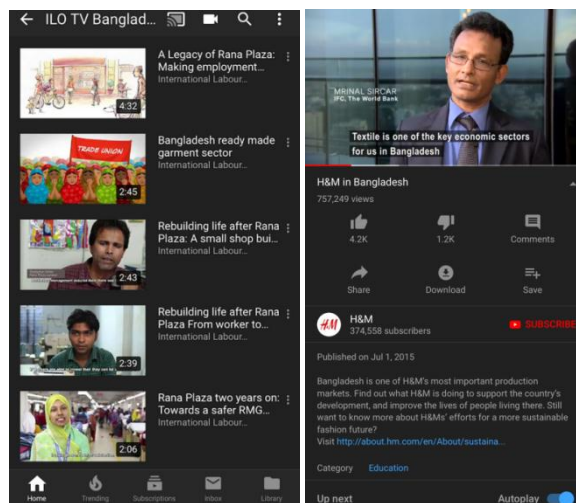 ILO TV Banglad...
A Legacy of Rana Plaza:
Making employment...
International Labour...
4:32
TRADE UNION
Bangladesh ready made
garment sector
International Labour...
2:45
Rebuilding life after Rana
Plaza: A small shop bui...
International Labour...
2:43
Rebuilding life after Rana
Plaza From worker to...
International Labour...
2:39
Rana Plaza two years on:
Towards a safer RMG...
International Labour...
2:06
Home
Trending
Subscriptions
Inbox
Library
MRINAL SIRCAR
IFC, The World Bank
Textile is one of the key economic sectors
for us in Bangladesh
H&M in Bangladesh
757,249 views
4.2K
1.2K
Comments
Share
Download
Save
H&M
H&M
374,558 subscribers
SUBSCRIBE
Published on Jul 1, 2015
Bangladesh is one of H&M's most important production
markets. Find out what H&M is doing to support the country's
development, and improve the lives of people living there. Still
want to know more about H&Ms' efforts for a more sustainable
fashion future?
Visit http://about.hm.com/en/About/sustaina...
Category
Education
Up next
Autoplay